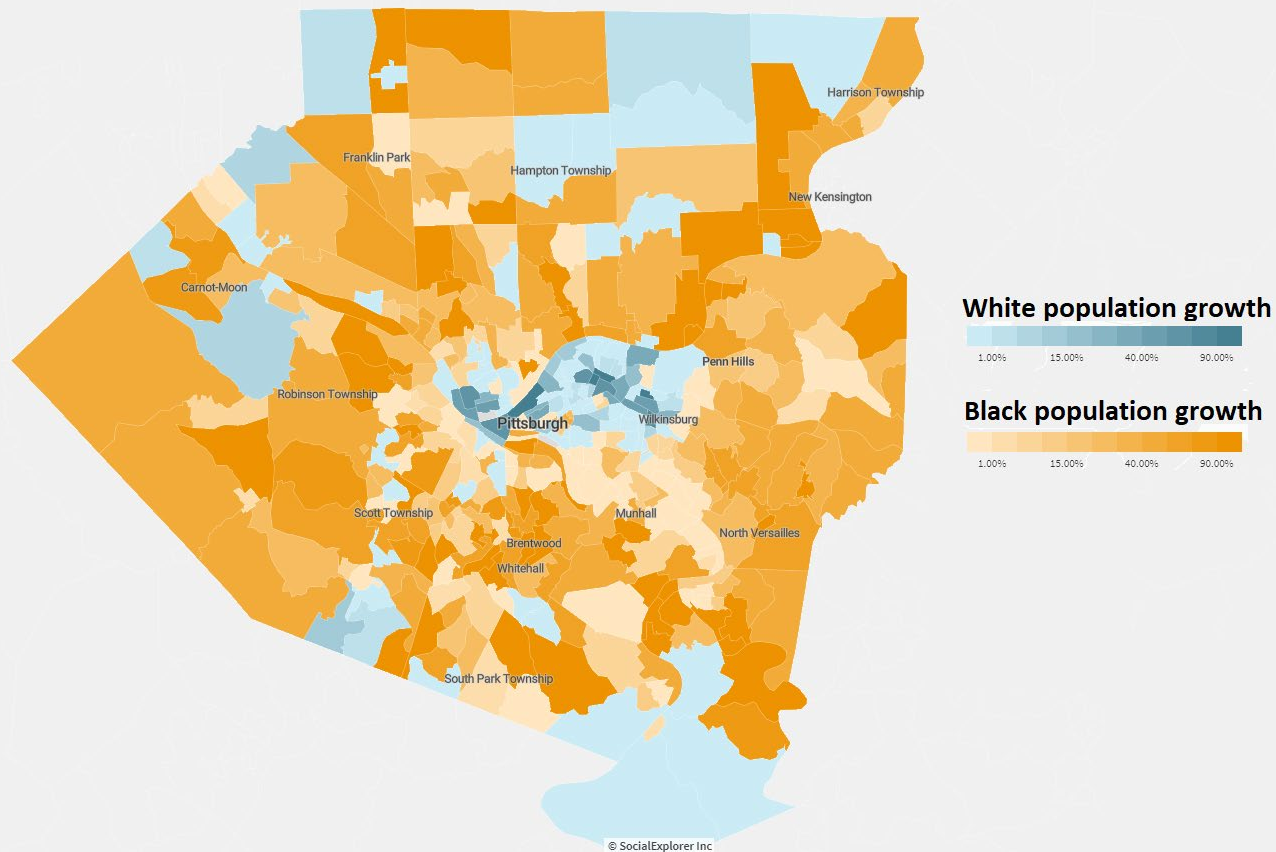 Harrison Township
Franklin Park
Hampton Township
New Kensington
Carnot-Moon
White population growth
1.00% 15.00% 40.00% 90.00%
Penn Hills
Robinson Township
Black population growth
Pittsburgh
Wilkinsburg
1.00% 15.00% 40.00% 90.00%
Scott Township
Munhall
North Versailles
Brentwood
Whitehall
South Park Township
© SocialExplorer Inc